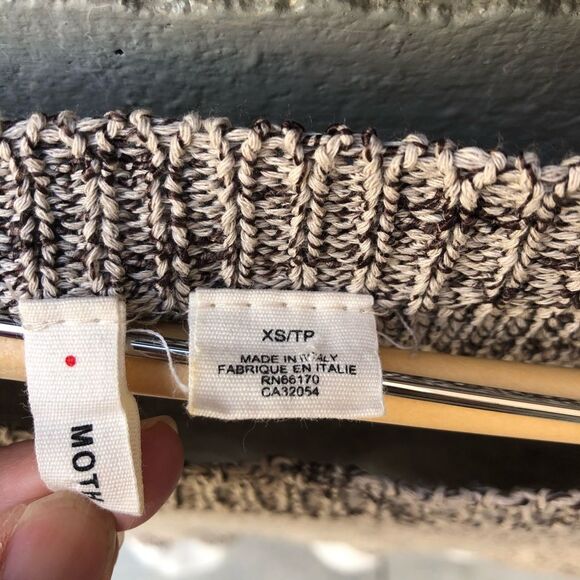 MOTH
XS/TP
MADE IN ITALY
FABRIQUE EN ITALIE
RN66170
CA32054